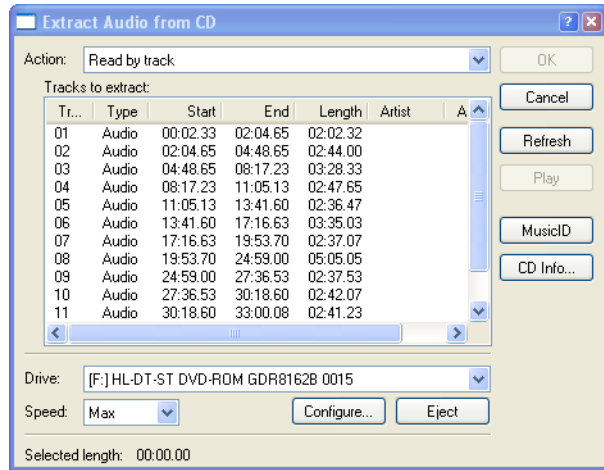 Extract Audio from CD
Action: Read by track OK
Tracks to extract: Cancel
Tr... Type Start End Length Artist A
01 Audio 00:02.33 02:04.65 02:02.32
02 Audio 02:04.65 04:48.65 02:44.00 Refresh
03 Audio 04:48.65 08:17.23 03:28.33
04 Audio 08:17.23 11:05.13 02:47.65 Play
05 Audio 11:05.13 13:41.60 02:36.47
06 Audio 13:41.60 17:16.63 03:35.03 MusicID
07 Audio 17:16.63 19:53.70 02:37.07
08 Audio 19:53.70 24:59.00 05:05.05 CD Info...
09 Audio 24:59.00 27:36.53 02:37.53
10 Audio 27:36.53 30:18.60 02:42.07
11 Audio 30:18.60 33:00.08 02:41.23
Drive: [F:] HL-DT-ST DVD-ROM GDR8162B 0015
Speed: Max Configure... Eject
Selected length: 00:00.00